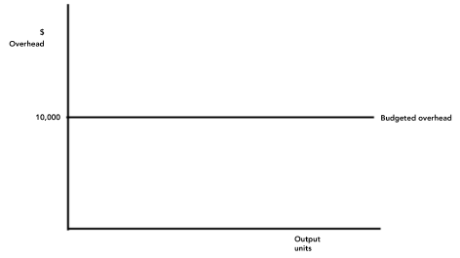 $
Overhead
10,000
Budgeted overhead
Output
units